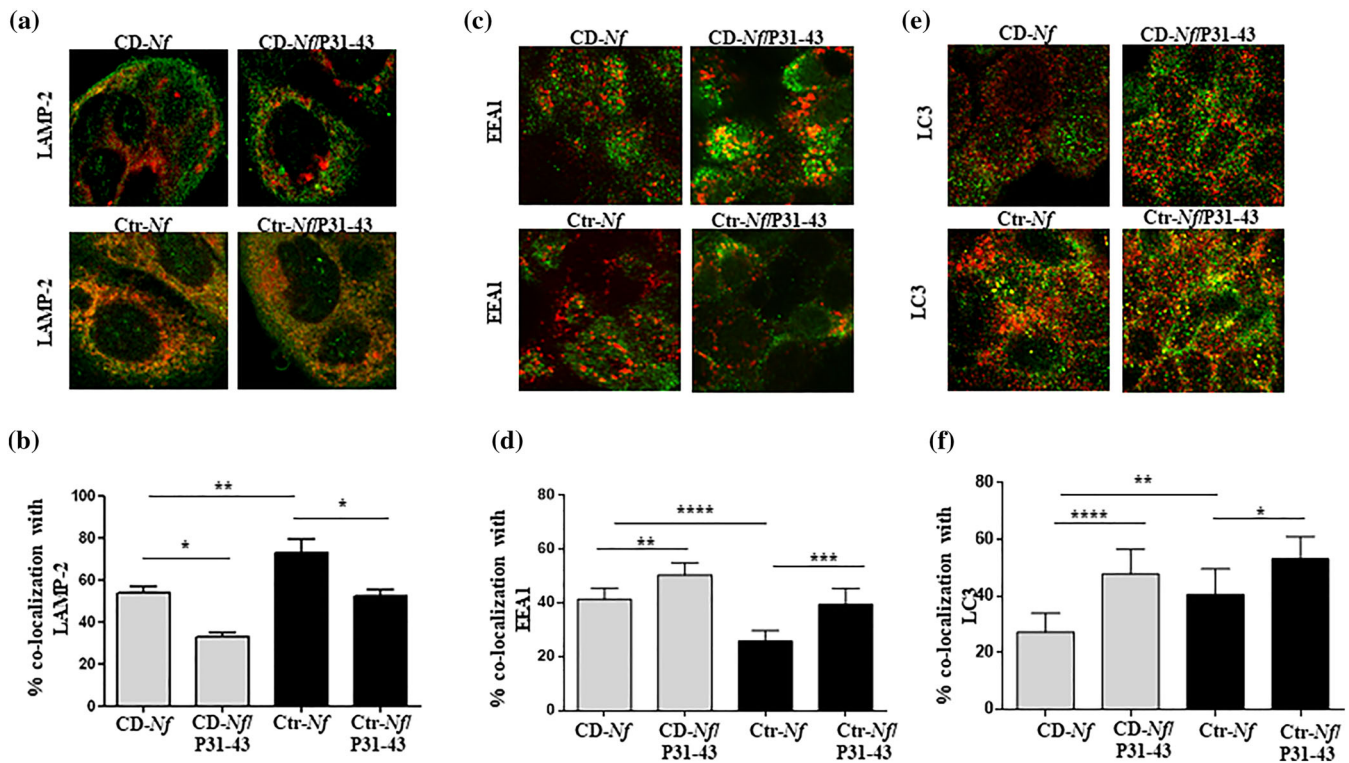 (a)
CD-Nf CD-Nf/P31-43
LAMP-2
Ctr-Nf Ctr-Nf/P31-43
LAMP-2
(c)
CD-Nf CD-Nf/P31-43
EEA1
Ctr-Nf Ctr-Nf/P31-43
EEA1
(e)
CD-Nf CD-Nf/P31-43
LC3
Ctr-Nf Ctr-Nf/P31-43
LC3
(b)
% co-localization with
LAMP-2
100
80
60
40
20
0
**
*
*
CD-Nf CD-Nf/ Ctr-Nf Ctr-Nf/
P31-43 P31-43
(d)
% co-localization with
EEA1
80
60
40
20
0
****
**
***
CD-Nf CD-Nf/ Ctr-Nf Ctr-Nf/
P31-43 P31-43
(f)
% co-localization with
LC3
80
60
40
20
0
**
****
*
CD-Nf CD-Nf/ Ctr-Nf Ctr-Nf/
P31-43 P31-43